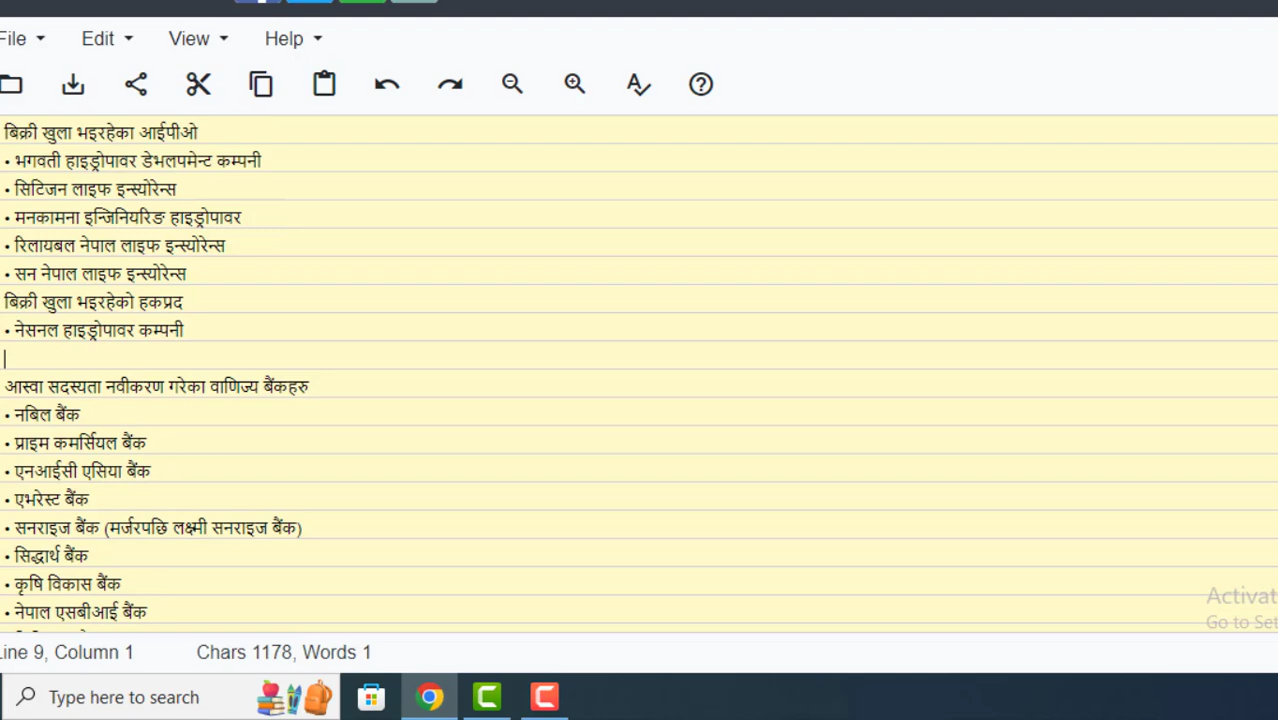 File Edit View Help
बिक्री खुला भइरहेका आईपीओ
• भगवती हाइड्रोपावर डेभलपमेन्ट कम्पनी
• सिटिजन लाइफ इन्स्योरेन्स
• मनकामना इन्जिनियरिङ हाइड्रोपावर
• रिलायबल नेपाल लाइफ इन्स्योरेन्स
• सन नेपाल लाइफ इन्स्योरेन्स
बिक्री खुला भइरहेको हकप्रद
• नेसनल हाइड्रोपावर कम्पनी
आस्वा सदस्यता नवीकरण गरेका वाणिज्य बैंकहरु
• नबिल बैंक
• प्राइम कमर्सियल बैंक
• एनआईसी एसिया बैंक
• एभरेस्ट बैंक
• सनराइज बैंक (मर्जरपछि लक्ष्मी सनराइज बैंक)
• सिद्धार्थ बैंक
• कृषि विकास बैंक
Activat
• नेपाल एसबीआई बैंक
Go to Set
Line 9, Column 1 Chars 1178, Words 1
Type here to search